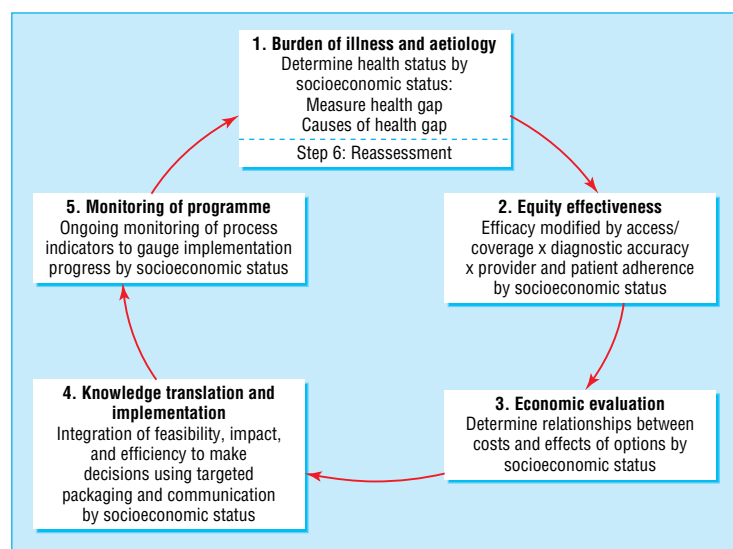 1. Burden of illness and aetiology
Determine health status by
socioeconomic status:
Measure health gap
Causes of health gap
Step 6: Reassessment
2. Equity effectiveness
Efficacy modified by access/
coverage x diagnostic accuracy
x provider and patient adherence
by socioeconomic status
3. Economic evaluation
Determine relationships between
costs and effects of options by
socioeconomic status
4. Knowledge translation and
implementation
Integration of feasibility, impact,
and efficiency to make
decisions using targeted
packaging and communication
by socioeconomic status
5. Monitoring of programme
Ongoing monitoring of process
indicators to gauge implementation
progress by socioeconomic status